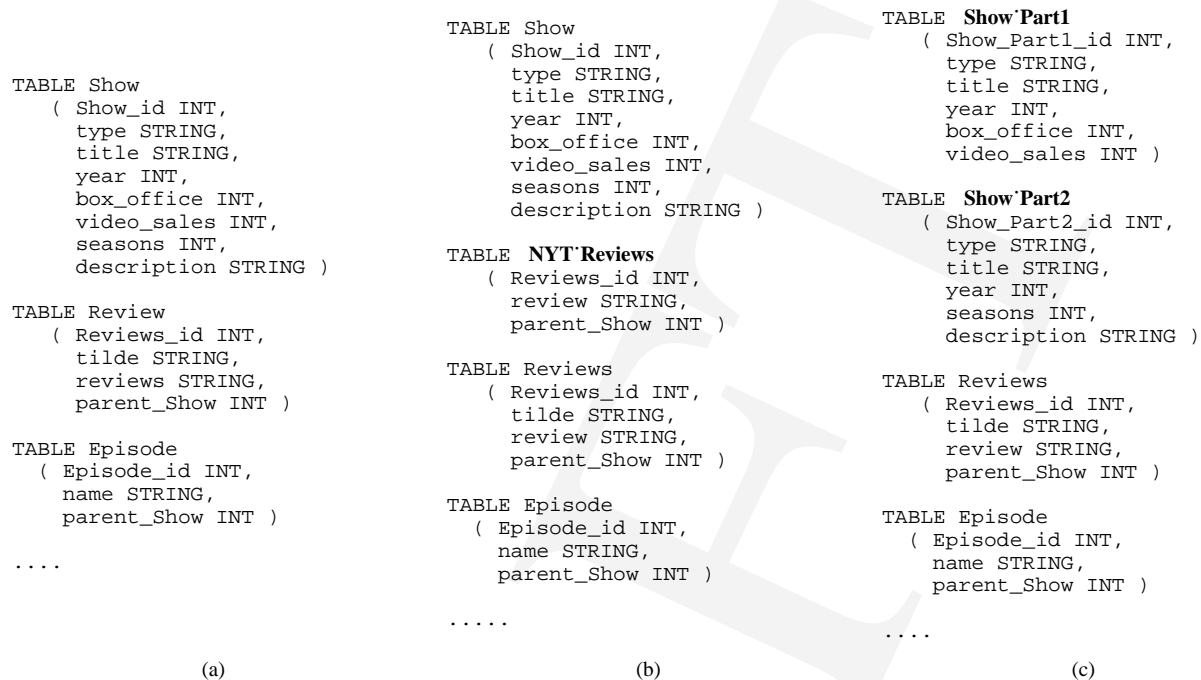 TABLE Show
( Show_id INT,
type STRING,
title STRING,
year INT,
box_office INT,
video_sales INT,
seasons INT,
description STRING )
TABLE Review
( Reviews_id INT,
tilde STRING,
reviews STRING,
parent_Show INT )
TABLE Episode
( Episode_id INT,
name STRING,
parent_Show INT )
....
(a)
TABLE Show
( Show_id INT,
type STRING,
title STRING,
year INT,
box_office INT,
video_sales INT,
seasons INT,
description STRING )
TABLE NYT˙Reviews
( Reviews_id INT,
review STRING,
parent_Show INT )
TABLE Reviews
( Reviews_id INT,
tilde STRING,
review STRING,
parent_Show INT )
TABLE Episode
( Episode_id INT,
name STRING,
parent_Show INT )
.....
(b)
TABLE Show˙Part1
( Show_Part1_id INT,
type STRING,
title STRING,
year INT,
box_office INT,
video_sales INT )
TABLE Show˙Part2
( Show_Part2_id INT,
type STRING,
title STRING,
year INT,
seasons INT,
description STRING )
TABLE Reviews
( Reviews_id INT,
tilde STRING,
review STRING,
parent_Show INT )
TABLE Episode
( Episode_id INT,
name STRING,
parent_Show INT )
....
(c)